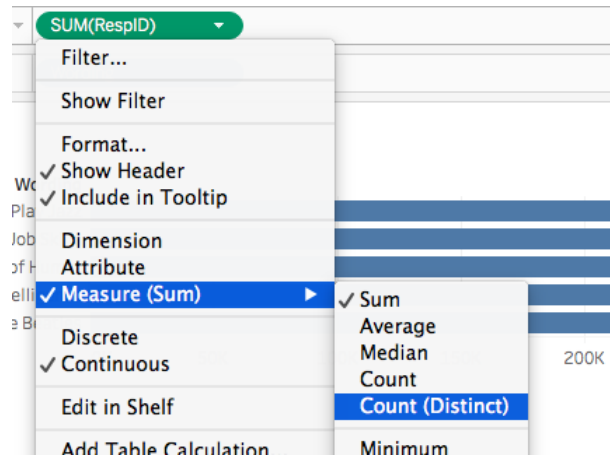 SUM(RespID)
Filter...
Show Filter
Format...
Show Header
Include in Tooltip
Dimension
Attribute
Measure (Sum)
Discrete
Continuous
Edit in Shelf
Add Table Calculation...
Sum
Average
Median
Count
Count (Distinct)
Minimum
200K